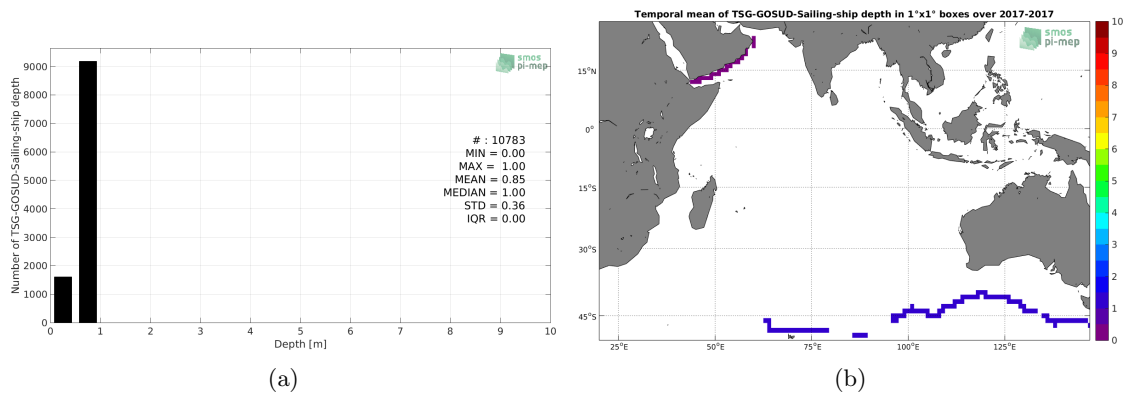 Number of TSG-GOSUD-Sailing-ship depth
9000
8000
7000
6000
5000
4000
3000
2000
1000
0
0 1 2 3 4 5 6 7 8 9 10
Depth [m]
smos
pi-mep
# : 10783
MIN = 0.00
MAX = 1.00
MEAN = 0.85
MEDIAN = 1.00
STD = 0.36
IQR = 0.00
(a)
Temporal mean of TSG-GOSUD-Sailing-ship depth in 1°x1° boxes over 2017-2017
smos
pi-mep
15°N
0°
15°S
30°S
45°S
25°E 50°E 75°E 100°E 125°E
10
9
8
7
6
5
4
3
2
1
0
(b)